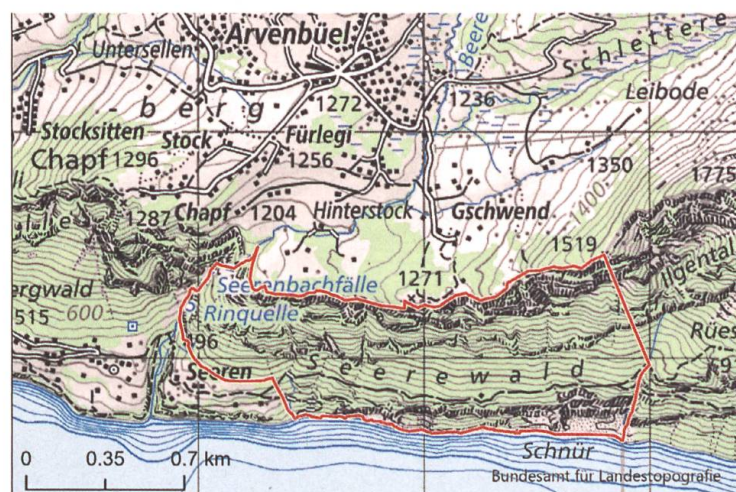 Arvenbüel
Untersellen
Beere
Schlettere
1272
1236
Leibode
berg
Stocksitten
Stock
Fürlegi
Chapf 1296
1256
1350
1775
1287
Chapf
1204
Hinterstock
Gschwend
1400
1519
Seerenbachfälle
1271
Ilgental
ergwald
515
600
Rinquelle
Rües
Seeren
Seerewald
Schnür
0
0.35
0.7 km
Bundesamt für Landestopografie